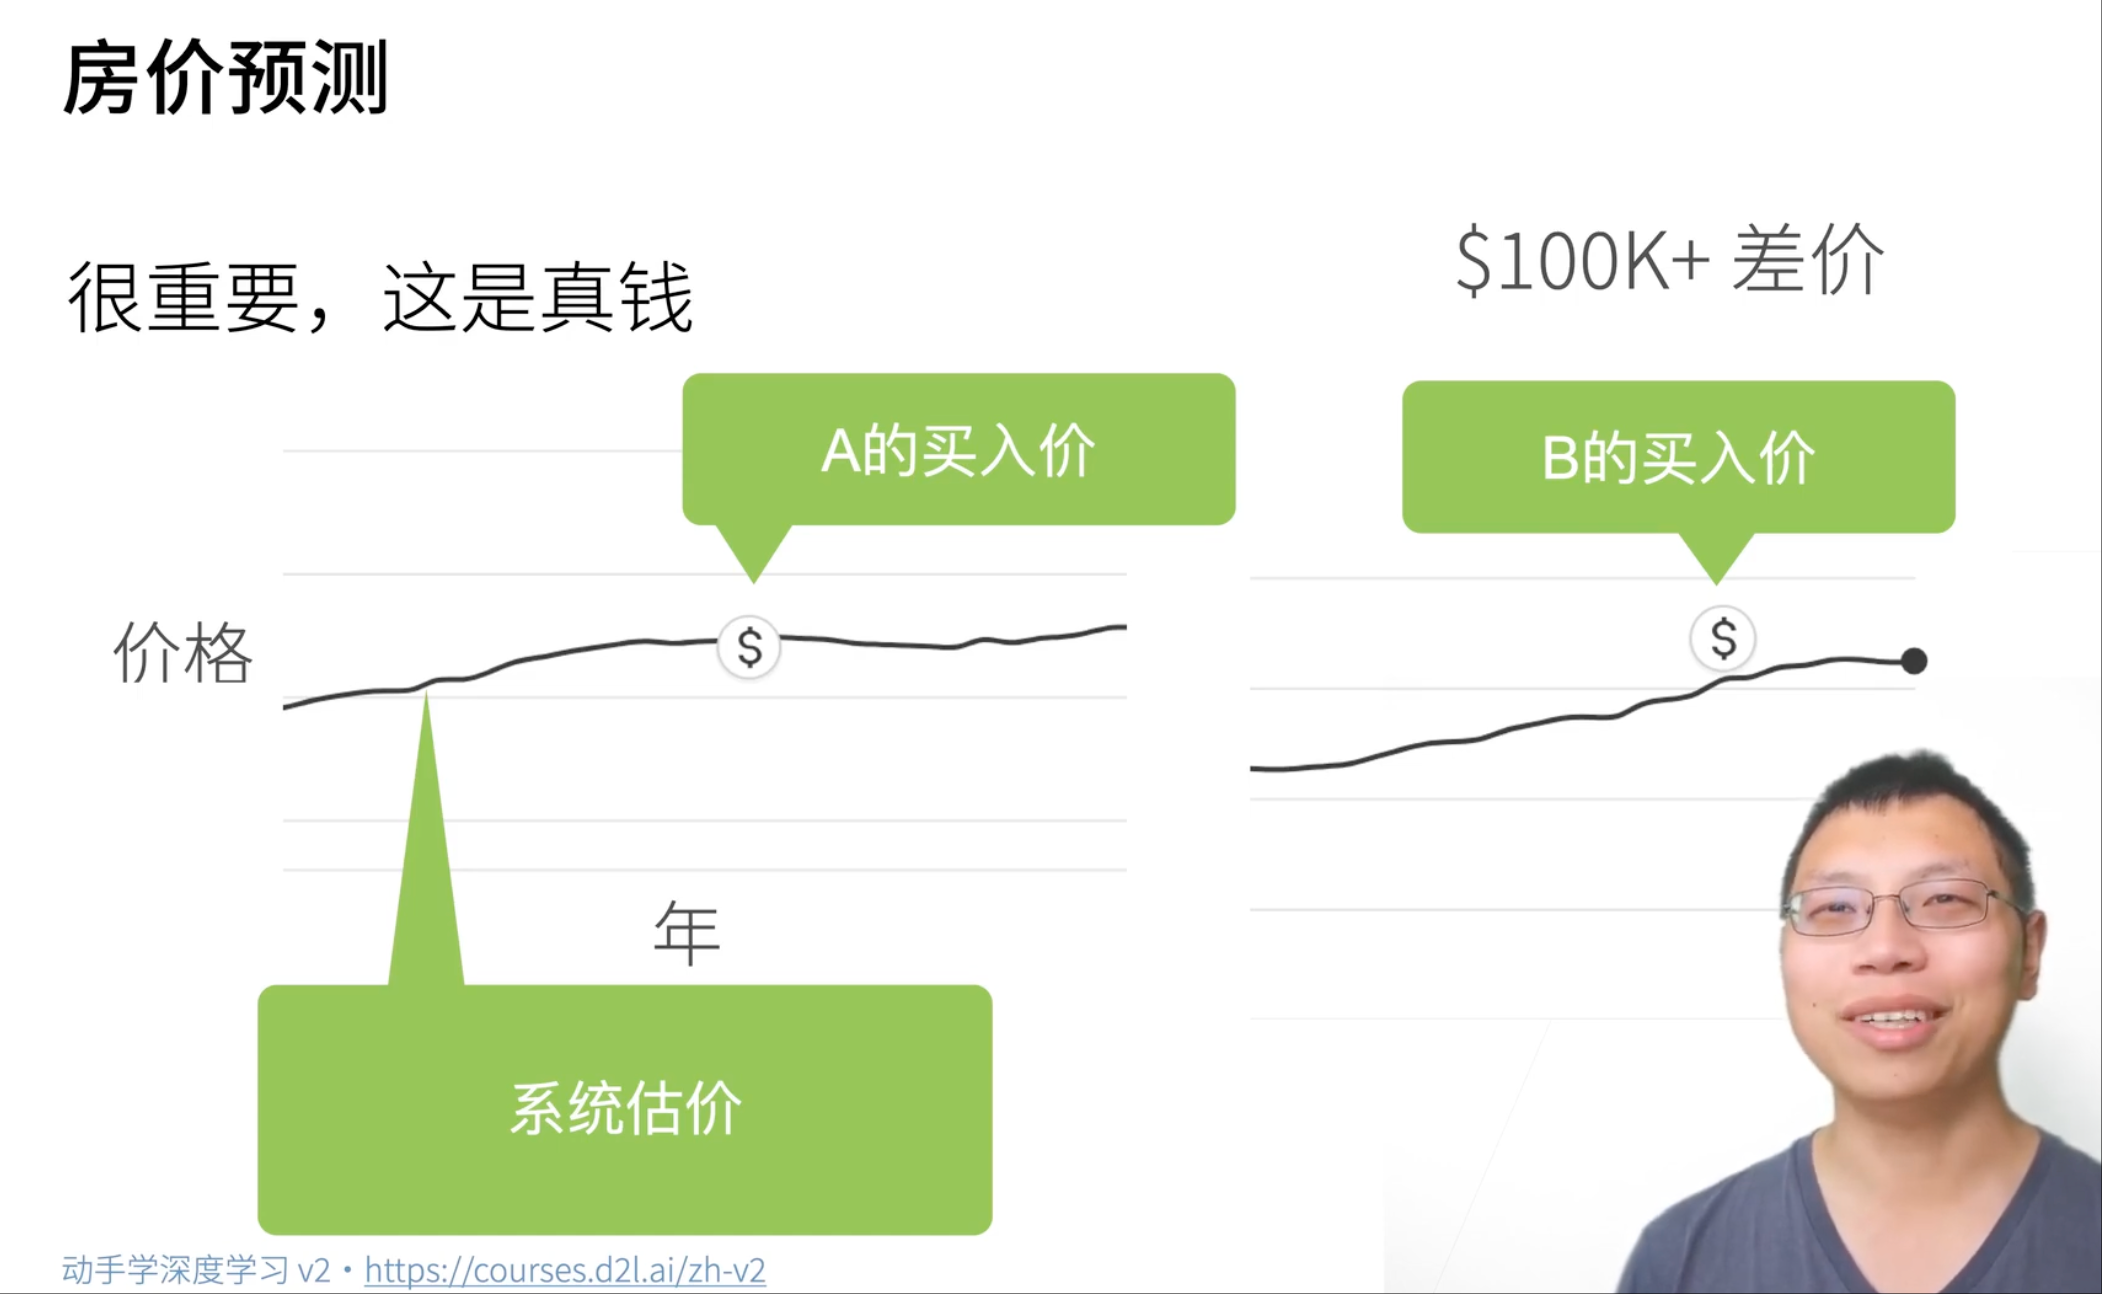 房价预测
很重要，这是真钱
$100K+ 差价
A的买入价
B的买入价
价格
$
$
年
系统估价
动手学深度学习 v2 • https://courses.d2l.ai/zh-v2